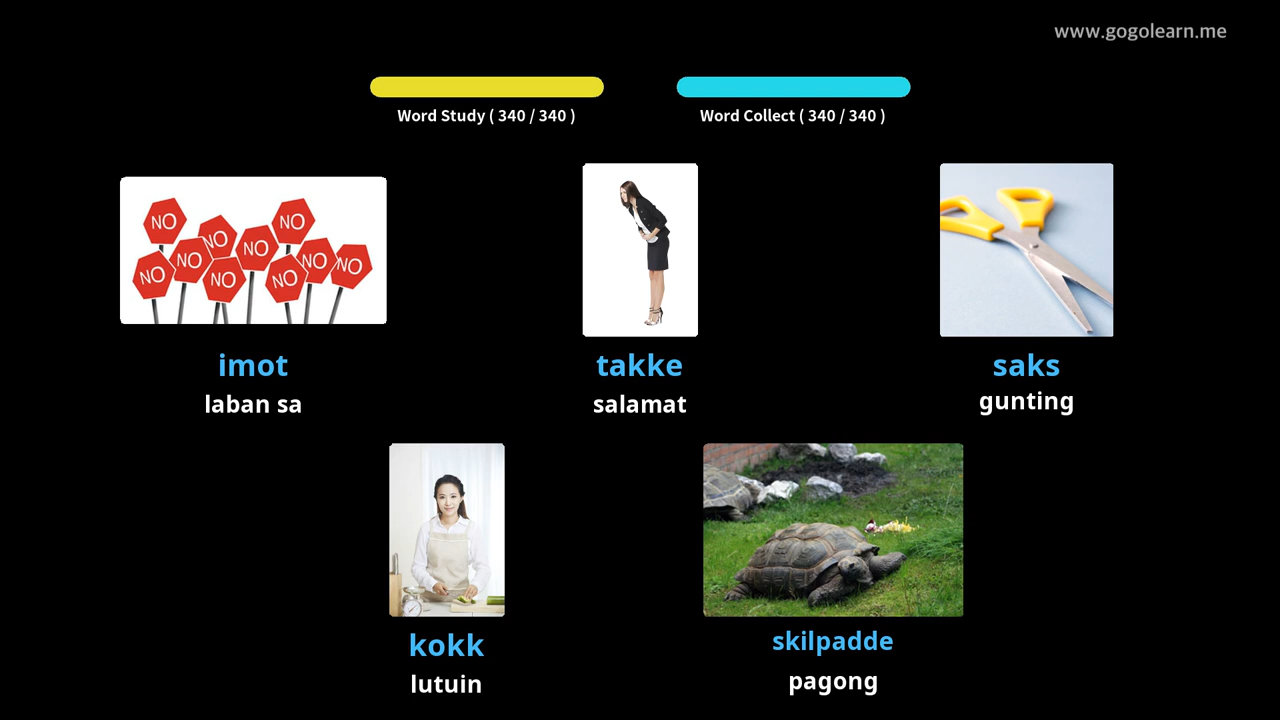 www.gogolearn.me
Word Study ( 340 / 340 )
Word Collect ( 340 / 340 )
NO
NO
NO
NO
NO
NO
NO
NO
NO
NO
imot
laban sa
takke
salamat
saks
gunting
kokk
lutuin
skilpadde
pagong